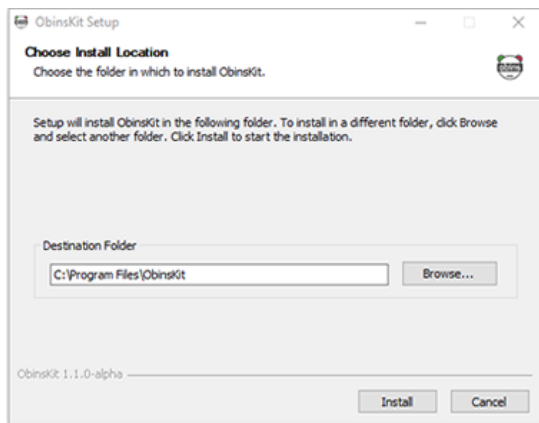 ObinsKit Setup
Choose Install Location
Choose the folder in which to install ObinsKit.
Setup will install ObinsKit in the following folder. To install in a different folder, click Browse
and select another folder. Click Install to start the installation.
Destination Folder
C:\Program Files\ObinsKit
Browse...
ObinsKit 1.1.0-alpha
Install
Cancel